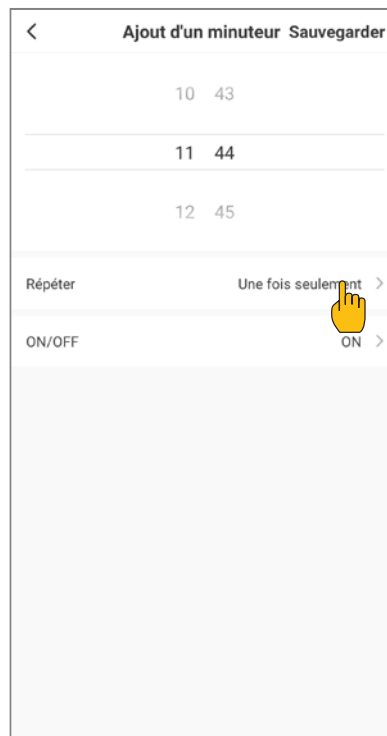 Ajout d'un minuteur Sauvegarder
10 43
11 44
12 45
Répéter Une fois seulement
ON/OFF ON